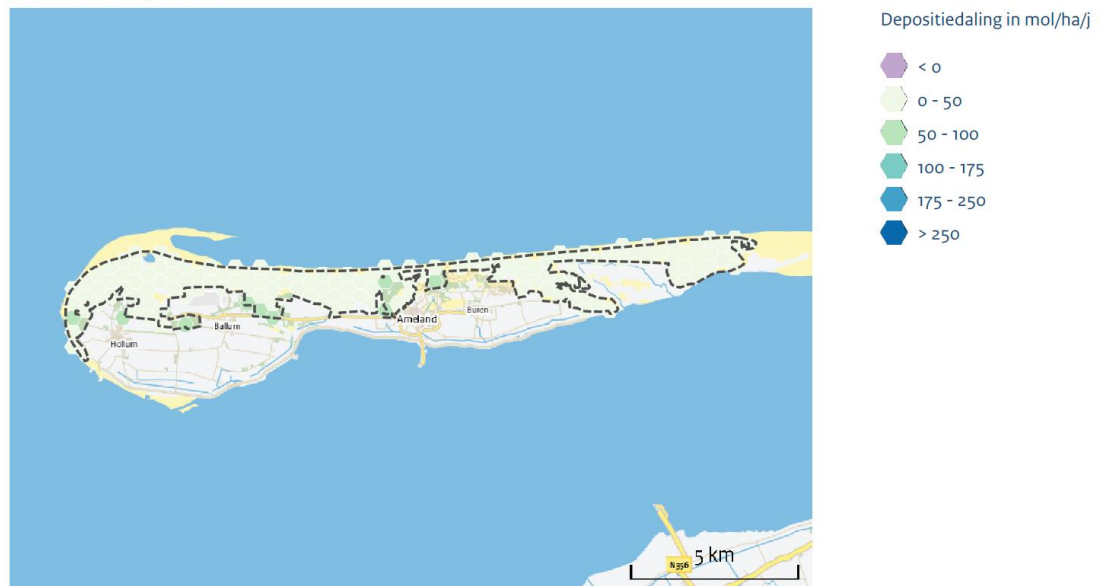 Depositiedaling in mol/ha/j
< 0
0 - 50
50 - 100
100 - 175
175 - 250
> 250
Buren
Ameland
Ballum
Hollum
5 km
N356